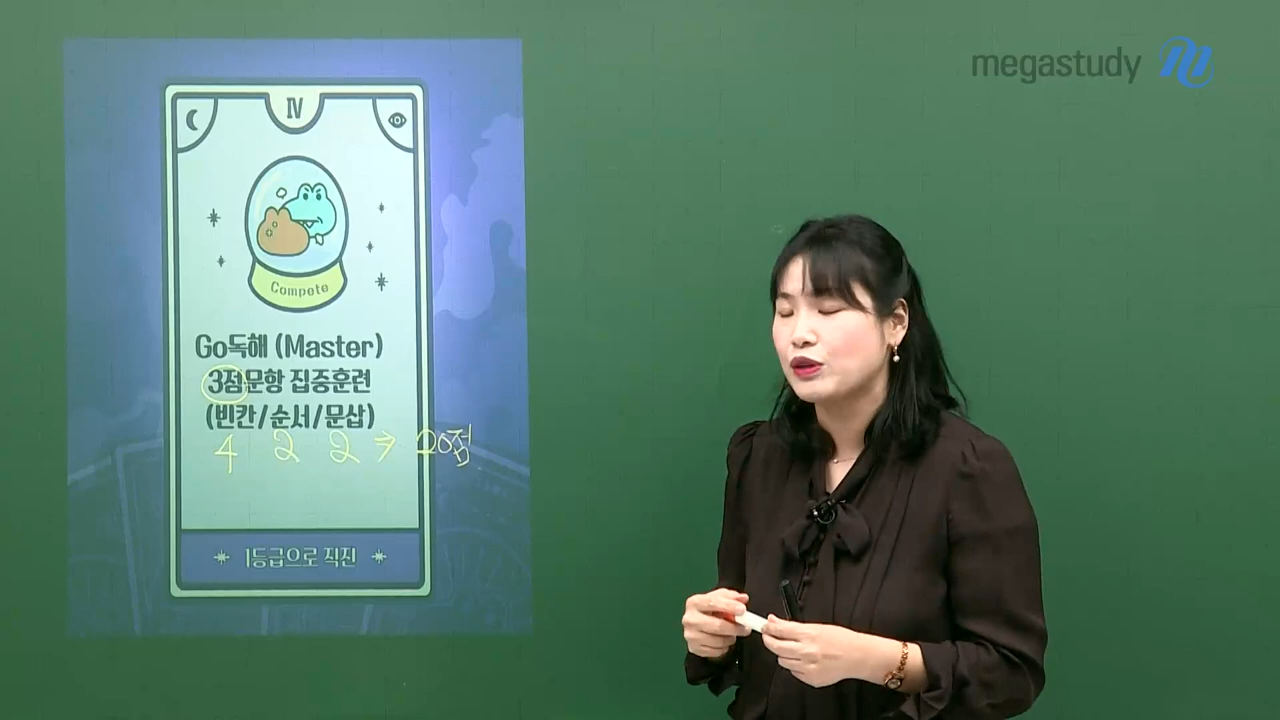 megastudy
IV
Compete
Go독해 (Master)
3점문항 집중훈련
(빈칸/순서/문삽)
4 2 2 ⇒ 20점
1등급으로 직진